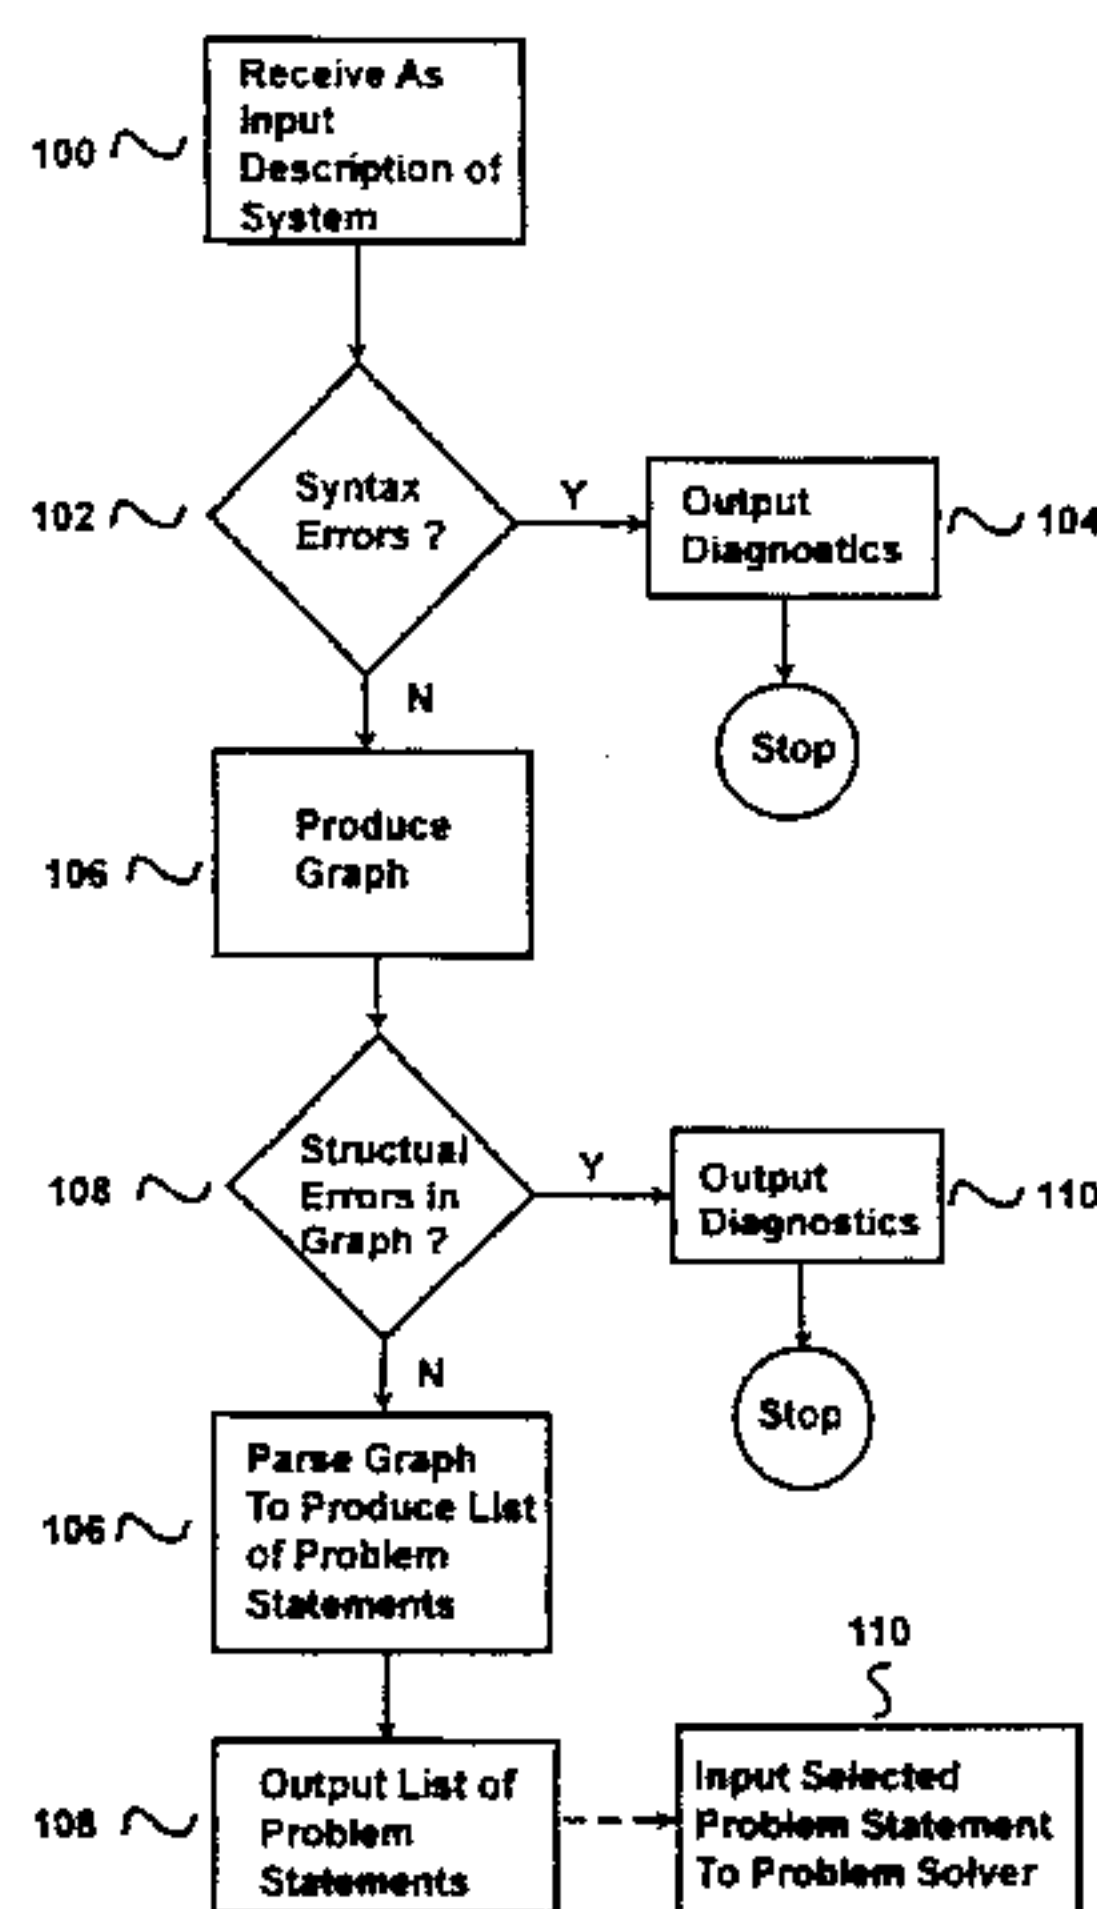 Receive As
Input
Description of
System
100
Syntax
Errors ?
102
Y
Output
Diagnostics
104
N
Stop
Produce
Graph
106
Structual
Errors in
Graph ?
108
Y
Output
Diagnostics
110
N
Stop
Parse Graph
To Produce List
of Problem
Statements
106
110
Output List of
Problem
Statements
108
Input Selected
Problem Statement
To Problem Solver